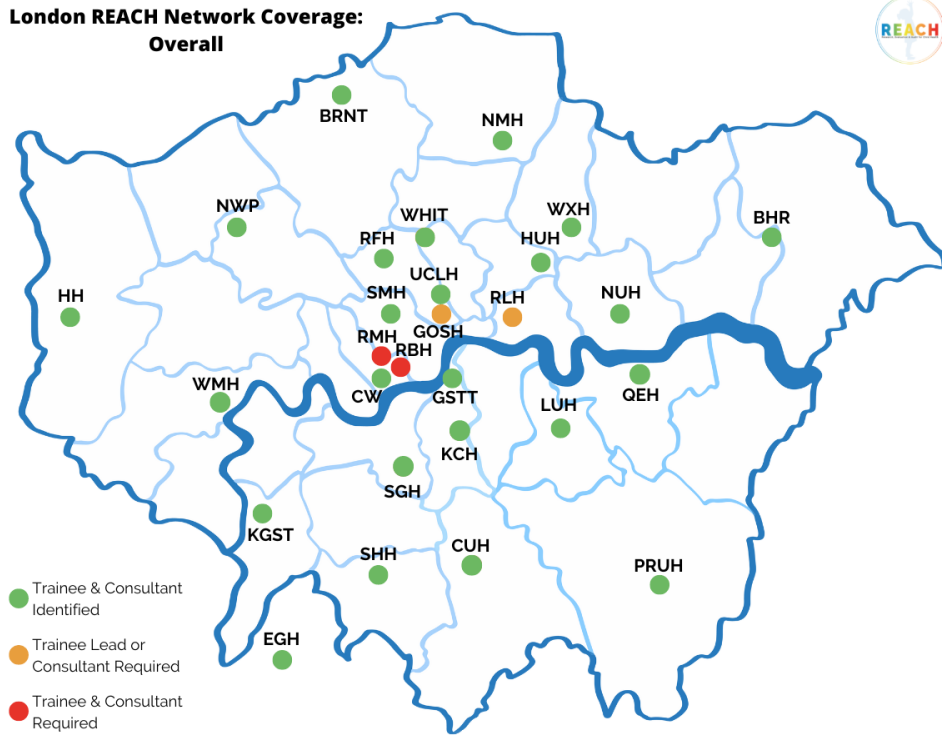 London REACH Network Coverage:
Overall
REACH
BRNT
NMH
NWP
WHIT
WXH
BHR
RFH
HUH
UCLH
HH
SMH
RLH
NUH
GOSH
RMH
RBH
WMH
CW
GSTT
LUH
QEH
KCH
SGH
KGST
SHH
CUH
PRUH
EGH
Trainee & Consultant
Identified
Trainee Lead or
Consultant Required
Trainee & Consultant
Required